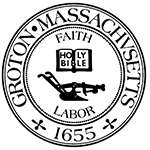 GROTON • MASSACHVSETTS
FAITH
HOLY
BIBLE
LABOR
1655